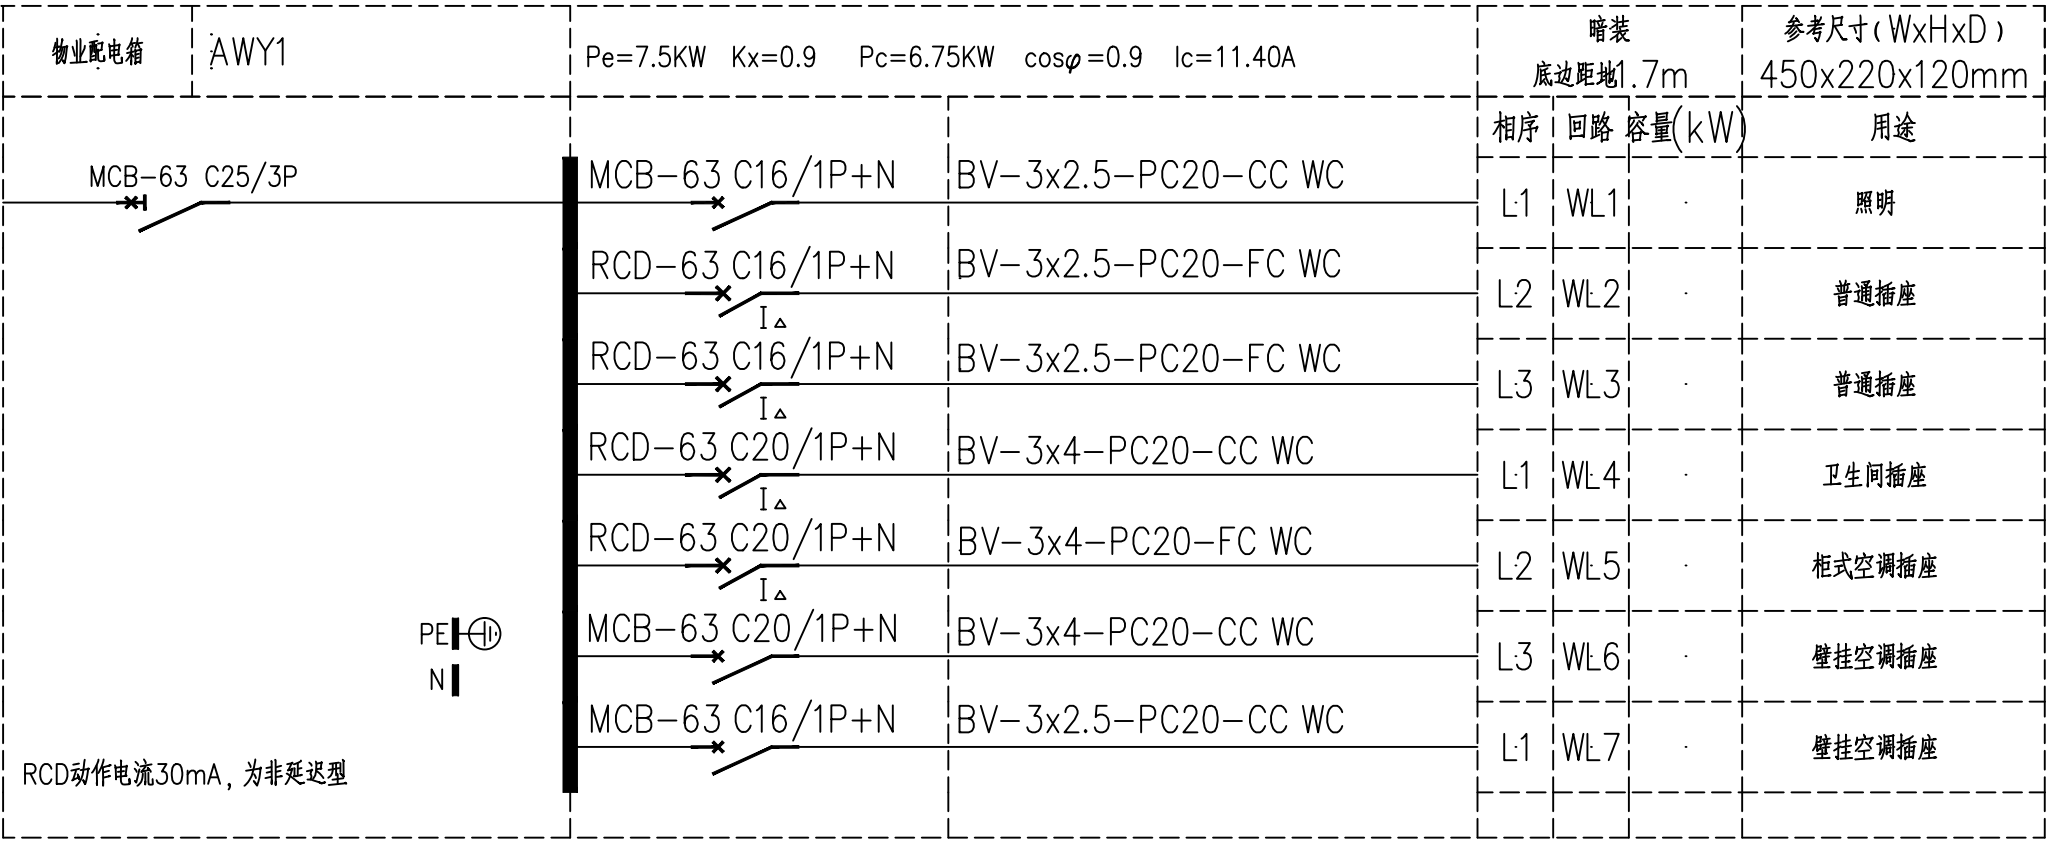 物业配电箱 AWY1 Pe=7.5KW Kx=0.9 Pc=6.75KW cosφ=0.9 Ic=11.40A
暗装
底边距地1.7m
参考尺寸(WxHxD)
450x220x120mm
相序 回路 容量(kW) 用途
MCB-63 C25/3P
MCB-63 C16/1P+N BV-3x2.5-PC20-CC WC L1 WL1 · 照明
RCD-63 C16/1P+N BV-3x2.5-PC20-FC WC L2 WL2 · 普通插座
I△
RCD-63 C16/1P+N BV-3x2.5-PC20-FC WC L3 WL3 · 普通插座
I△
RCD-63 C20/1P+N BV-3x4-PC20-CC WC L1 WL4 · 卫生间插座
I△
RCD-63 C20/1P+N BV-3x4-PC20-FC WC L2 WL5 · 柜式空调插座
I△
MCB-63 C20/1P+N BV-3x4-PC20-CC WC L3 WL6 · 壁挂空调插座
MCB-63 C16/1P+N BV-3x2.5-PC20-CC WC L1 WL7 · 壁挂空调插座
PE
N
RCD动作电流30mA,为非延迟型